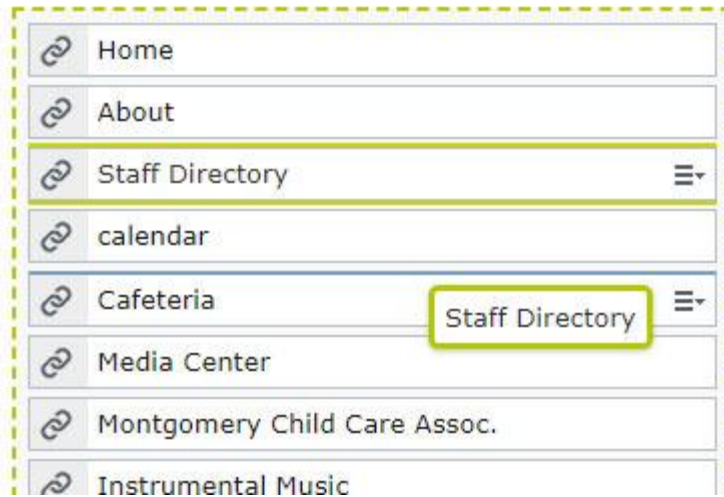 Home
About
Staff Directory
calendar
Cafeteria
Staff Directory
Media Center
Montgomery Child Care Assoc.
Instrumental Music